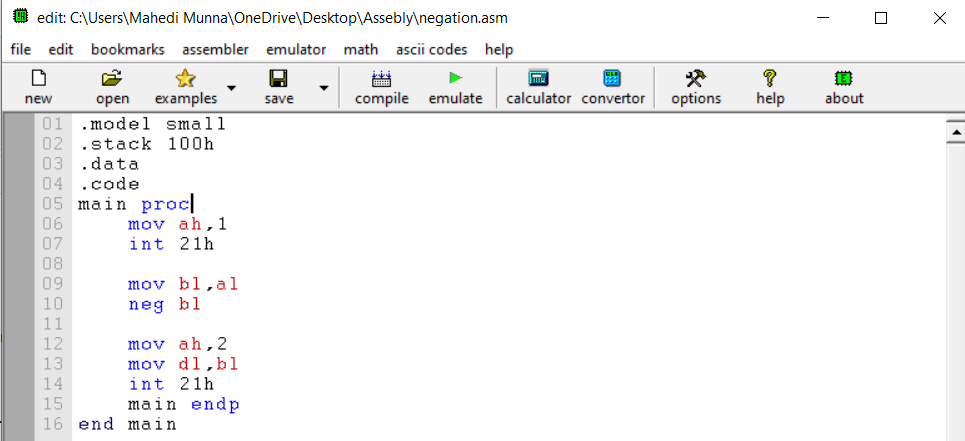 edit: C:\Users\Mahedi Munna\OneDrive\Desktop\Assebly\negation.asm
file edit bookmarks assembler emulator math ascii codes help
new open examples save compile emulate calculator convertor options help about
01 .model small
02 .stack 100h
03 .data
04 .code
05 main proc
06 mov ah,1
07 int 21h
08
09 mov bl,al
10 neg bl
11
12 mov ah,2
13 mov dl,bl
14 int 21h
15 main endp
16 end main